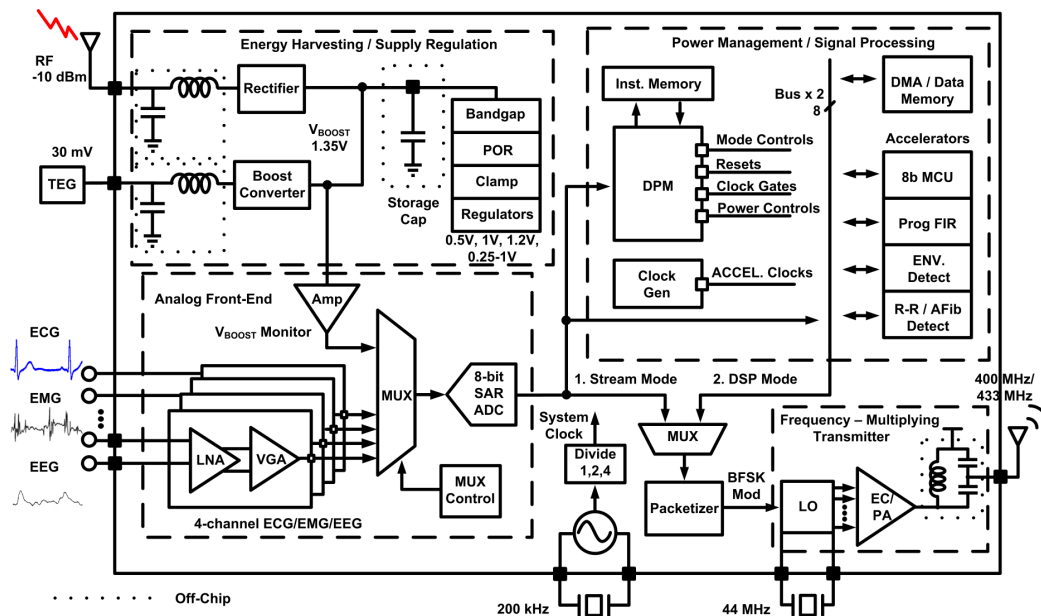 Energy Harvesting / Supply Regulation
RF
-10 dBm
Rectifier
V_BOOST
1.35V
Bandgap
POR
Clamp
Regulators
Storage
Cap
0.5V, 1V, 1.2V,
0.25-1V
30 mV
TEG
Boost
Converter
Power Management / Signal Processing
Inst. Memory
Bus x 2
8
DMA / Data
Memory
DPM
Mode Controls
Resets
Clock Gates
Power Controls
Accelerators
8b MCU
Prog FIR
ENV.
Detect
R-R / AFib
Detect
Clock
Gen
ACCEL. Clocks
Analog Front-End
Amp
V_BOOST Monitor
ECG
EMG
EEG
LNA
VGA
4-channel ECG/EMG/EEG
MUX
8-bit
SAR
ADC
MUX
Control
1. Stream Mode
2. DSP Mode
System
Clock
Divide
1,2,4
MUX
Packetizer
BFSK
Mod
400 MHz/
433 MHz
Frequency – Multiplying
Transmitter
LO
EC/
PA
Off-Chip
200 kHz
44 MHz